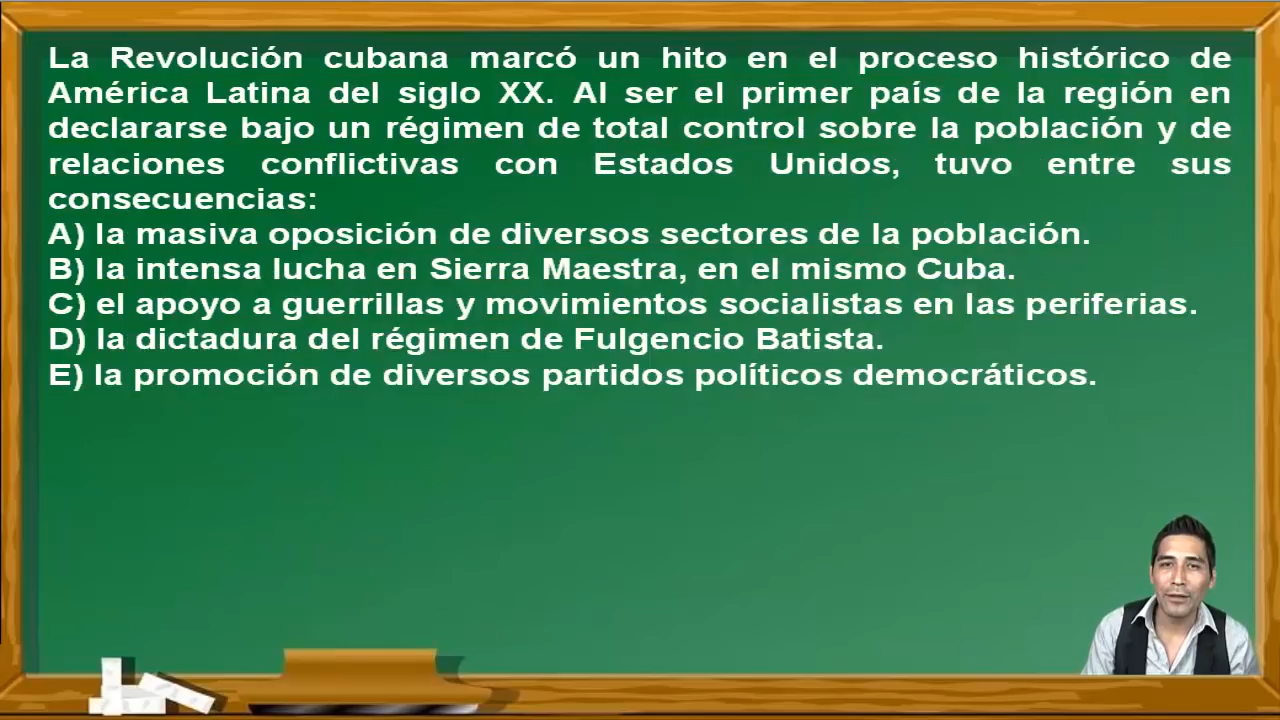 La Revolución cubana marcó un hito en el proceso histórico de
América Latina del siglo XX. Al ser el primer país de la región en
declararse bajo un régimen de total control sobre la población y de
relaciones conflictivas con Estados Unidos, tuvo entre sus
consecuencias:
A) la masiva oposición de diversos sectores de la población.
B) la intensa lucha en Sierra Maestra, en el mismo Cuba.
C) el apoyo a guerrillas y movimientos socialistas en las periferias.
D) la dictadura del régimen de Fulgencio Batista.
E) la promoción de diversos partidos políticos democráticos.